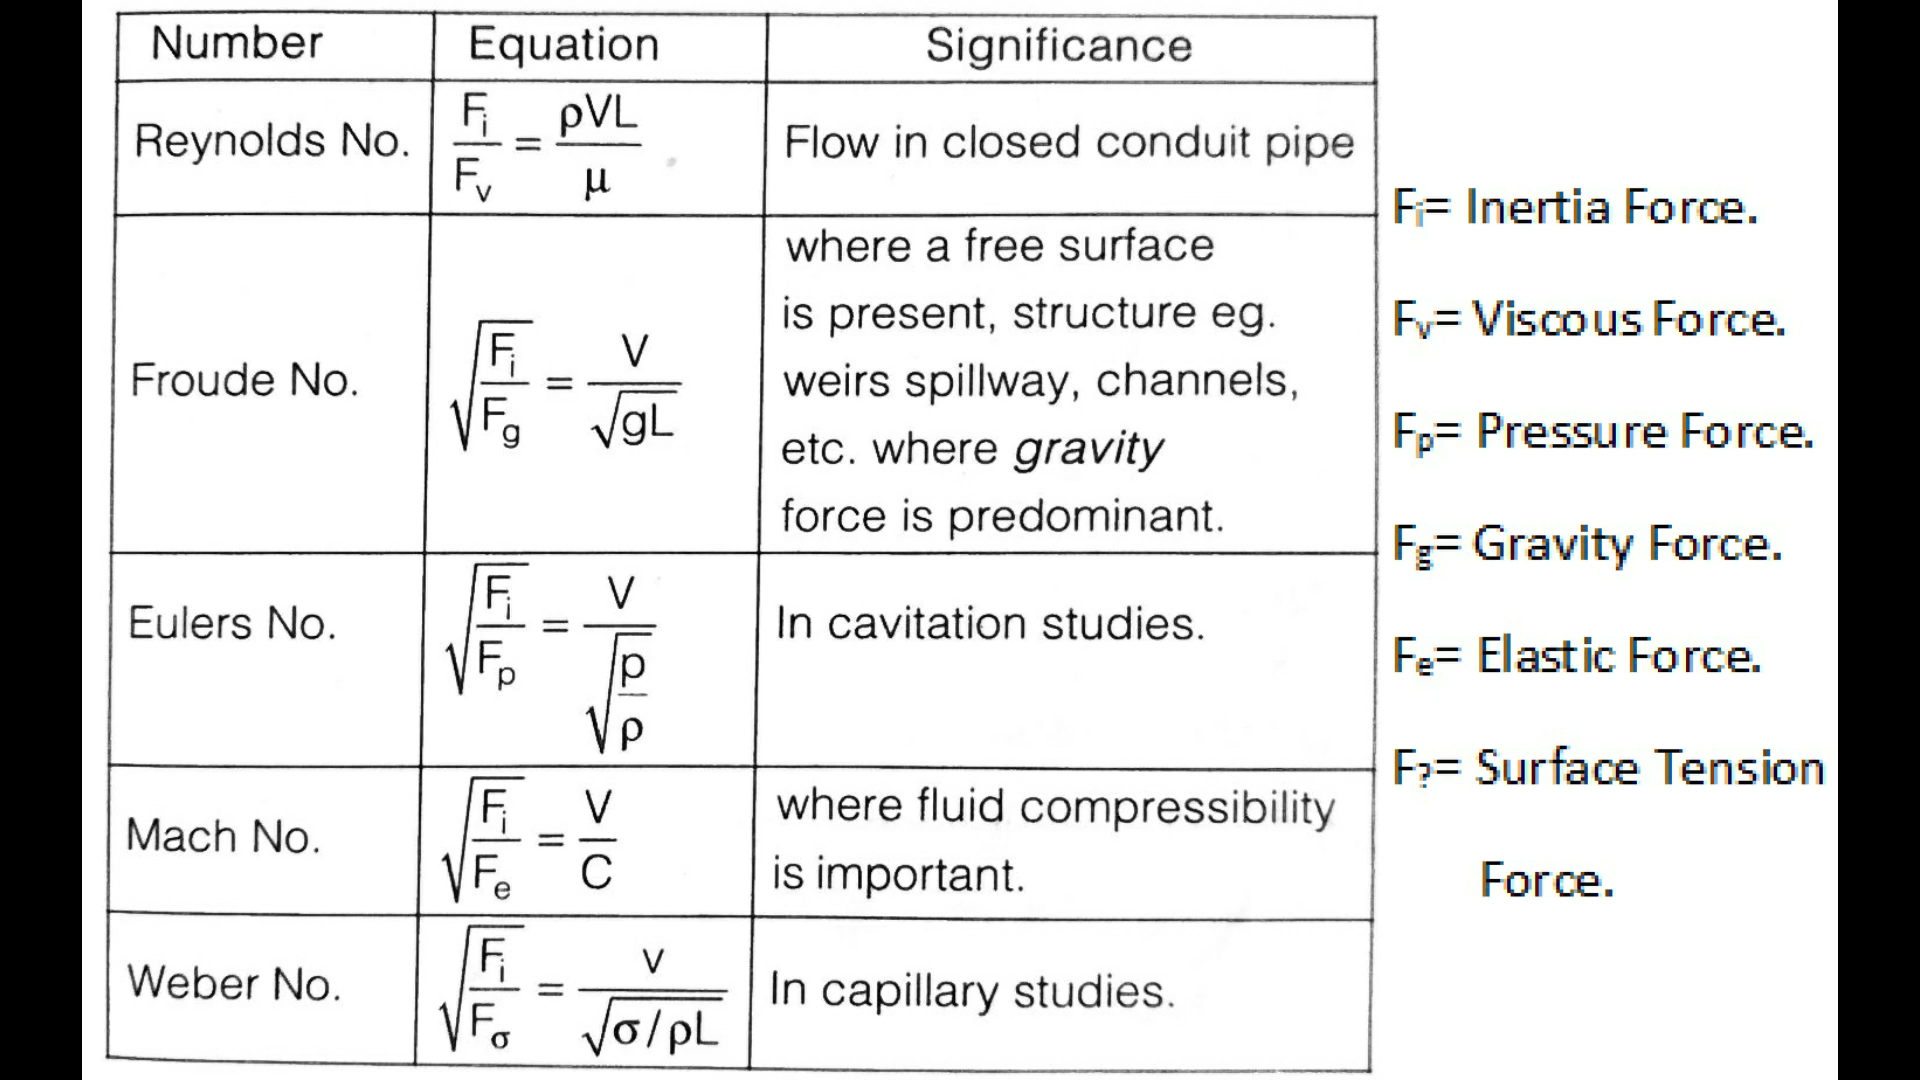 Number Equation Significance
Reynolds No. Fi/Fv = ρVL/μ Flow in closed conduit pipe
where a free surface
is present, structure eg.
Froude No. √(Fi/Fg) = V/√gL weirs spillway, channels,
etc. where gravity
force is predominant.
Eulers No. √(Fi/Fp) = V/√(p/ρ) In cavitation studies.
Mach No. √(Fi/Fe) = V/C where fluid compressibility
is important.
Weber No. √(Fi/Fσ) = v/√(σ/ρL) In capillary studies.
Fi= Inertia Force.
Fv= Viscous Force.
Fp= Pressure Force.
Fg= Gravity Force.
Fe= Elastic Force.
F?= Surface Tension
Force.